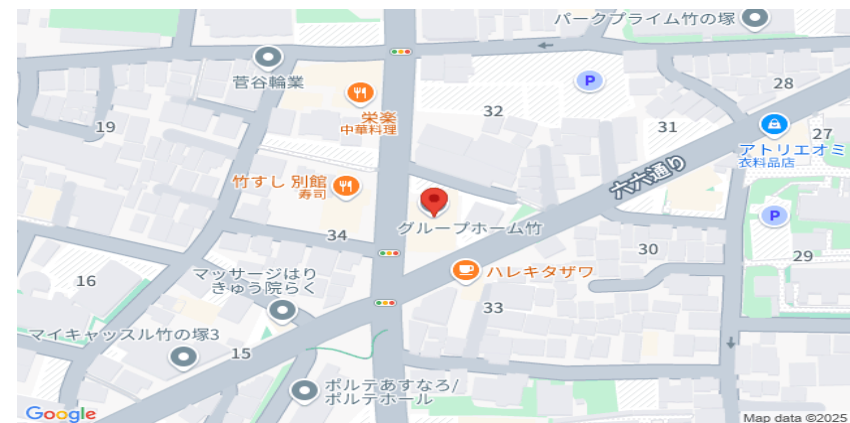 パークプライム竹の塚
菅谷輪業
P
28
栄楽
中華料理
32
19
31
27
アトリエオミ
衣料品店
六六通り
竹すし 別館
寿司
グループホーム竹
P
34
30
29
マッサージはり
きゅう院らく
ハレキタザワ
16
33
マイキャッスル竹の塚3
15
ポルテあすなろ/
ポルテホール
Google
Map data ©2025